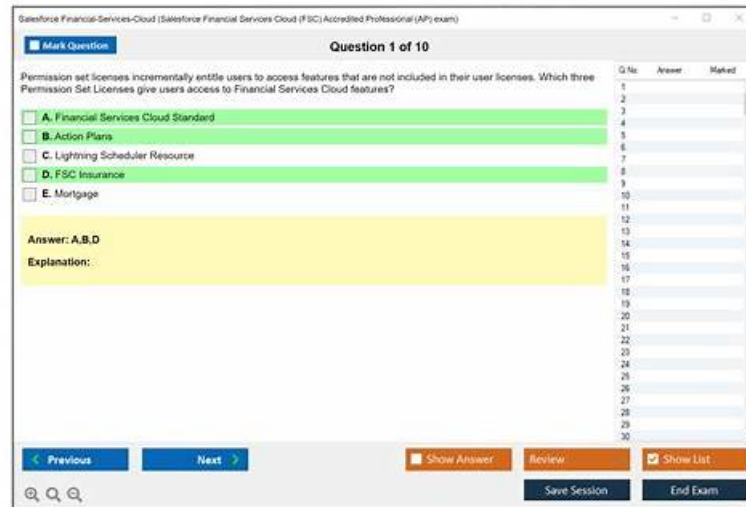 Salesforce Financial-Services-Cloud (Salesforce Financial Services Cloud (FSC) Accredited Professional (AP) exam)
Mark Question
Question 1 of 10
Permission set licenses incrementally entitle users to access features that are not included in their user licenses. Which three
Permission Set Licenses give users access to Financial Services Cloud features?
A. Financial Services Cloud Standard
B. Action Plans
C. Lightning Scheduler Resource
D. FSC Insurance
E. Mortgage
Answer: A,B,D
Explanation:
Q.No Answer Marked
1
2
3
4
5
6
7
8
9
10
11
12
13
14
15
16
17
18
19
20
21
22
23
24
25
26
27
28
29
30
Previous
Next
Show Answer
Review
Show List
Save Session
End Exam